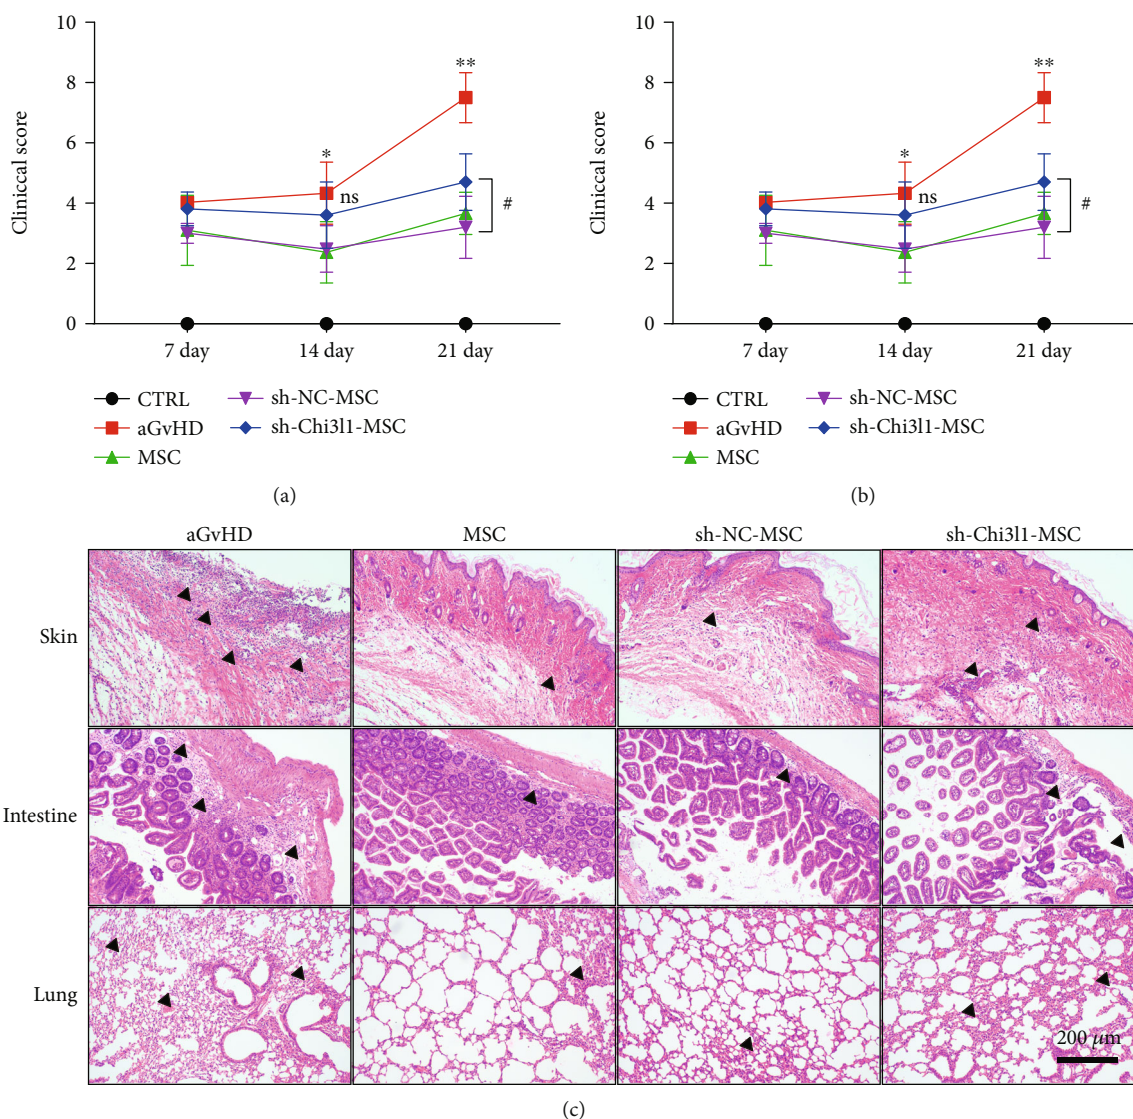 10
8
6
4
2
0
Cliniccal score
**
*
ns
#
7 day
14 day
21 day
CTRL
sh-NC-MSC
aGvHD
sh-Chi3l1-MSC
MSC
(a)
10
8
6
4
2
0
Cliniccal score
**
*
ns
#
7 day
14 day
21 day
CTRL
sh-NC-MSC
aGvHD
sh-Chi3l1-MSC
MSC
(b)
aGvHD MSC sh-NC-MSC sh-Chi3l1-MSC
Skin
Intestine
Lung
200 μm
(c)